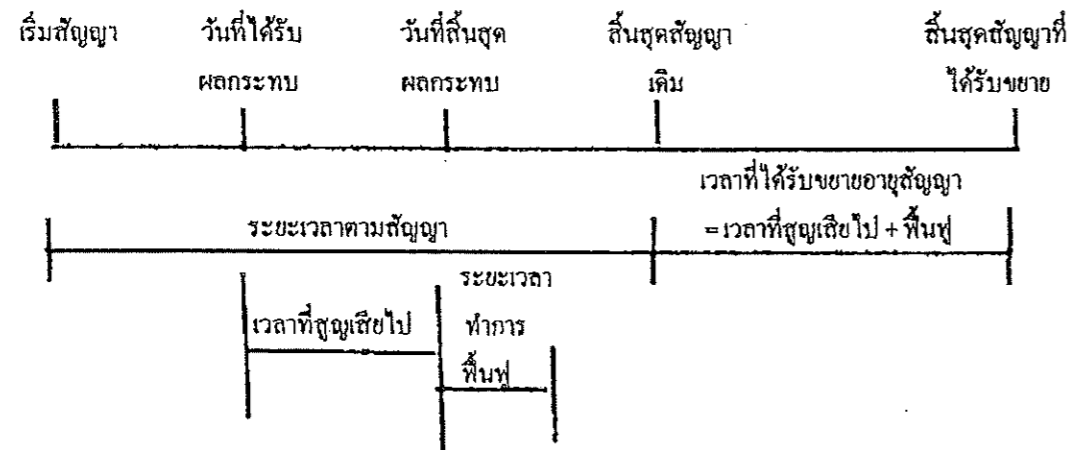 เริ่มสัญญา วันที่ได้รับ วันที่สิ้นสุด สิ้นสุดสัญญา สิ้นสุดสัญญาที่
ผลกระทบ ผลกระทบ เดิม ได้รับขยาย
เวลาที่ได้รับขยายอายุสัญญา
ระยะเวลาตามสัญญา = เวลาที่สูญเสียไป + ฟื้นฟู
ระยะเวลา
เวลาที่สูญเสียไป ทำการ
ฟื้นฟู